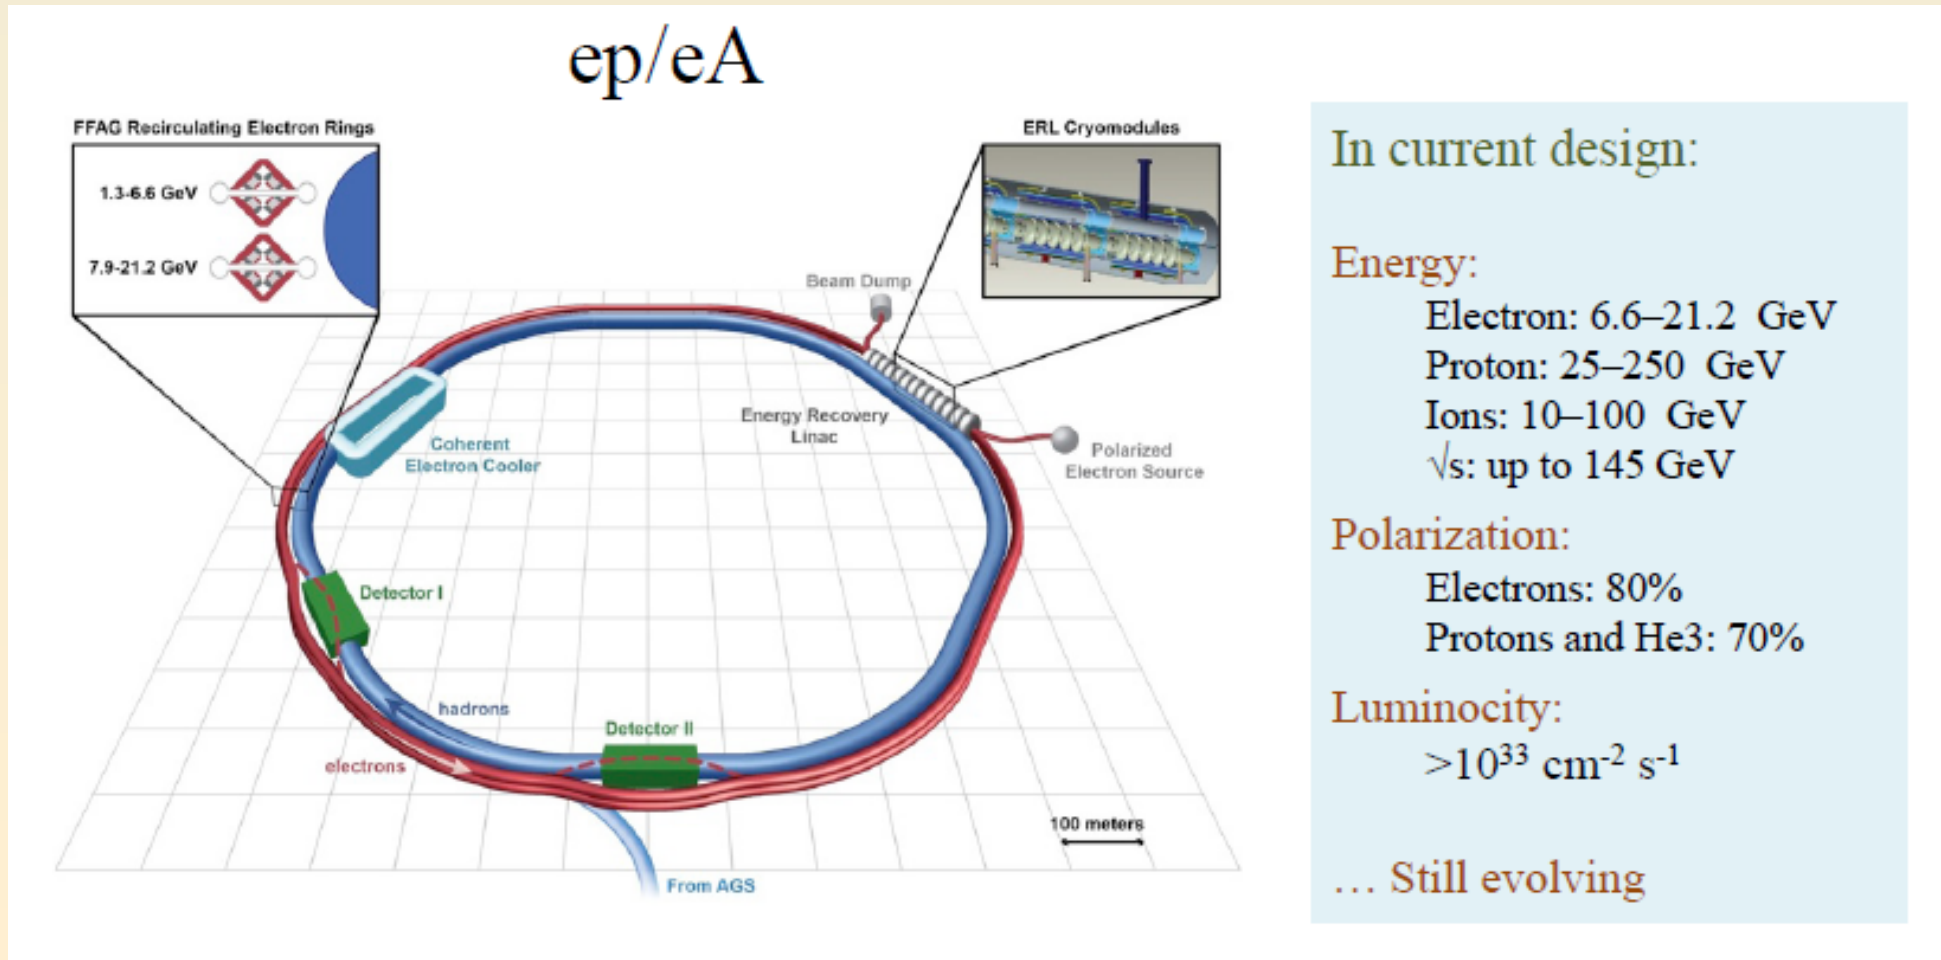 ep/eA
FFAG Recirculating Electron Rings
1.3-6.6 GeV
7.9-21.2 GeV
ERL Cryomodules
Beam Dump
Energy Recovery
Linac
Polarized
Electron Source
Coherent
Electron Cooler
Detector I
hadrons
Detector II
electrons
100 meters
From AGS
In current design:
Energy:
Electron: 6.6–21.2 GeV
Proton: 25–250 GeV
Ions: 10–100 GeV
√s: up to 145 GeV
Polarization:
Electrons: 80%
Protons and He3: 70%
Luminocity:
>10³³ cm⁻² s⁻¹
… Still evolving